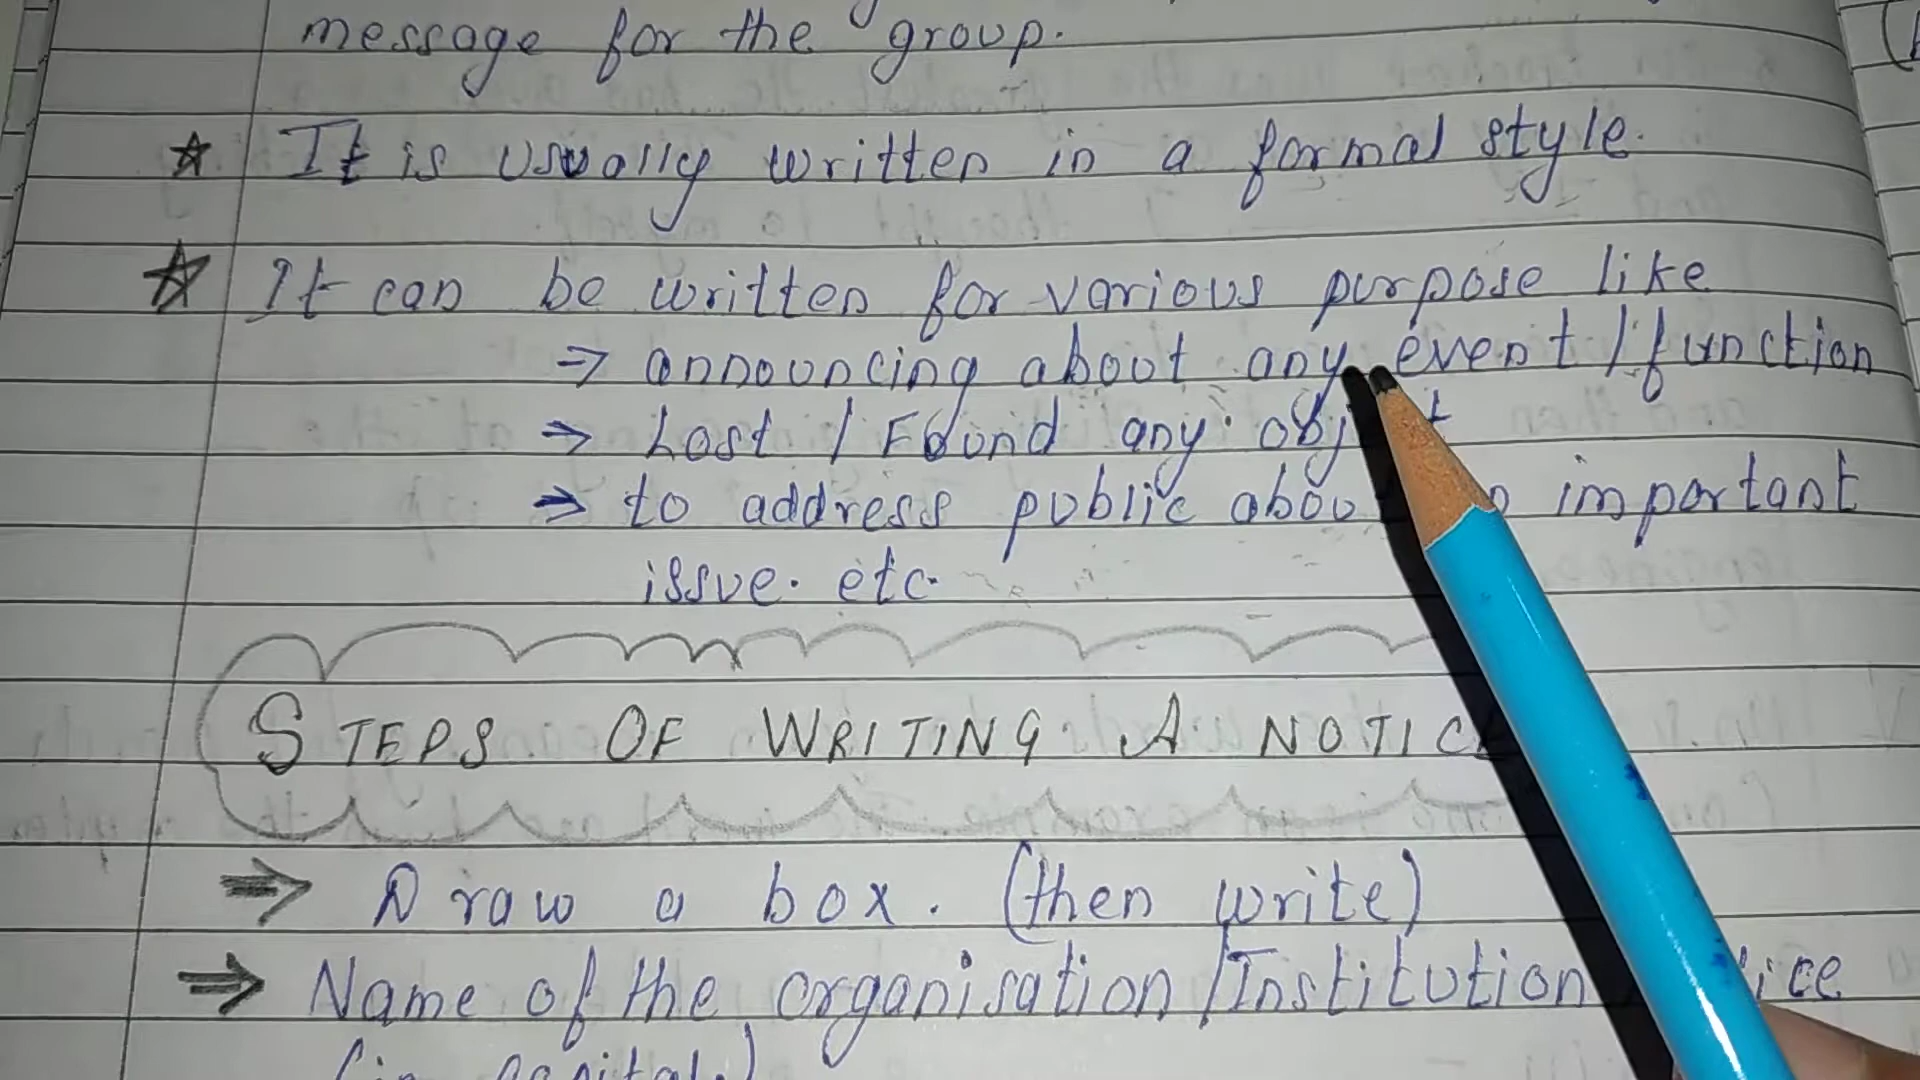 message for the group.
☆ It is usually written in a formal style.
☆ It can be written for various purpose like
⇒ announcing about any event / function
⇒ Lost / Found any
⇒ to address public important
issue. etc.
STEPS OF WRITING A
⇒ Draw a box. (then write)
⇒ Name of the organisation / Institution
(in capital.)